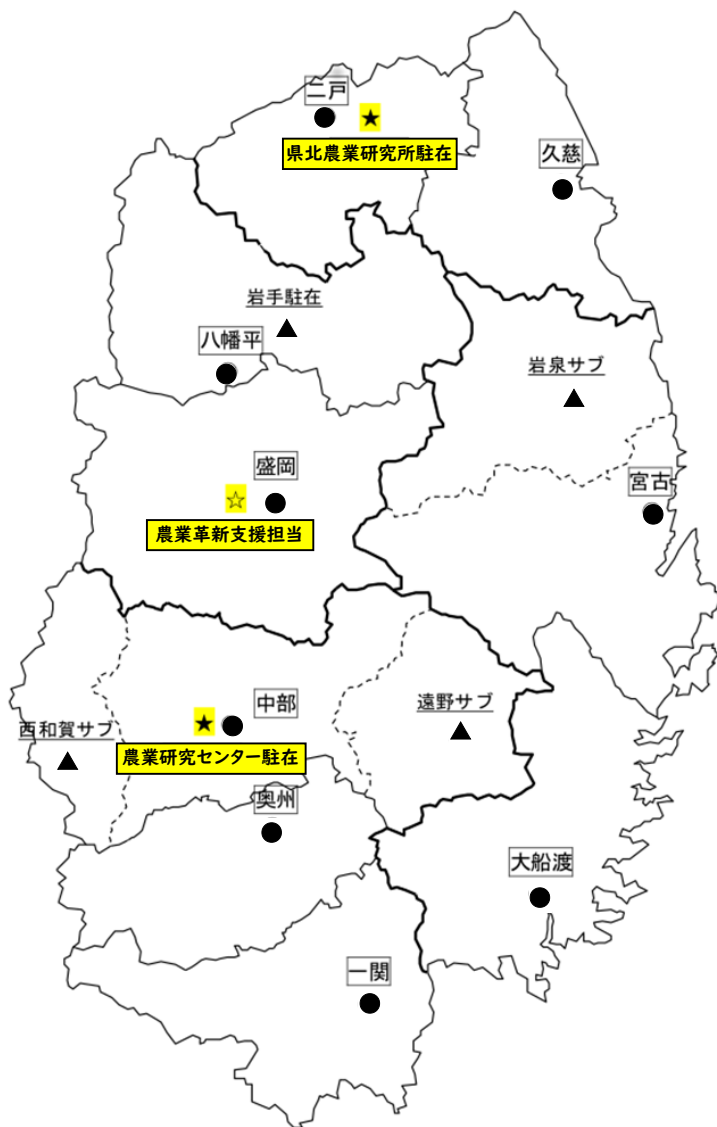 二戸
県北農業研究所駐在
久慈
岩手駐在
八幡平
岩泉サブ
盛岡
農業革新支援担当
宮古
中部
遠野サブ
西和賀サブ
農業研究センター駐在
奥州
大船渡
一関